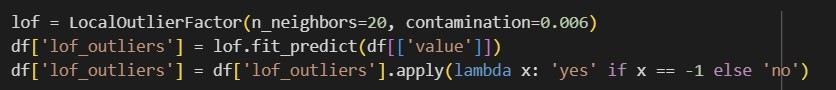 lof = LocalOutlierFactor(n_neighbors=20, contamination=0.006)
df['lof_outliers'] = lof.fit_predict(df[['value']])
df['lof_outliers'] = df['lof_outliers'].apply(lambda x: 'yes' if x == -1 else 'no')